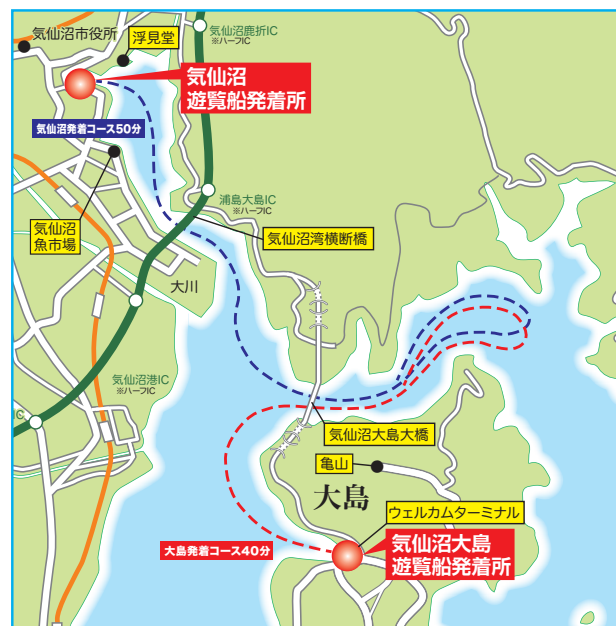 気仙沼市役所
浮見堂
気仙沼鹿折IC
※ハーフIC
気仙沼
遊覧船発着所
気仙沼発着コース50分
浦島大島IC
※ハーフIC
気仙沼
魚市場
気仙沼湾横断橋
大川
気仙沼港IC
※ハーフIC
IC
気仙沼大島大橋
亀山
大島
ウェルカムターミナル
大島発着コース40分
気仙沼大島
遊覧船発着所